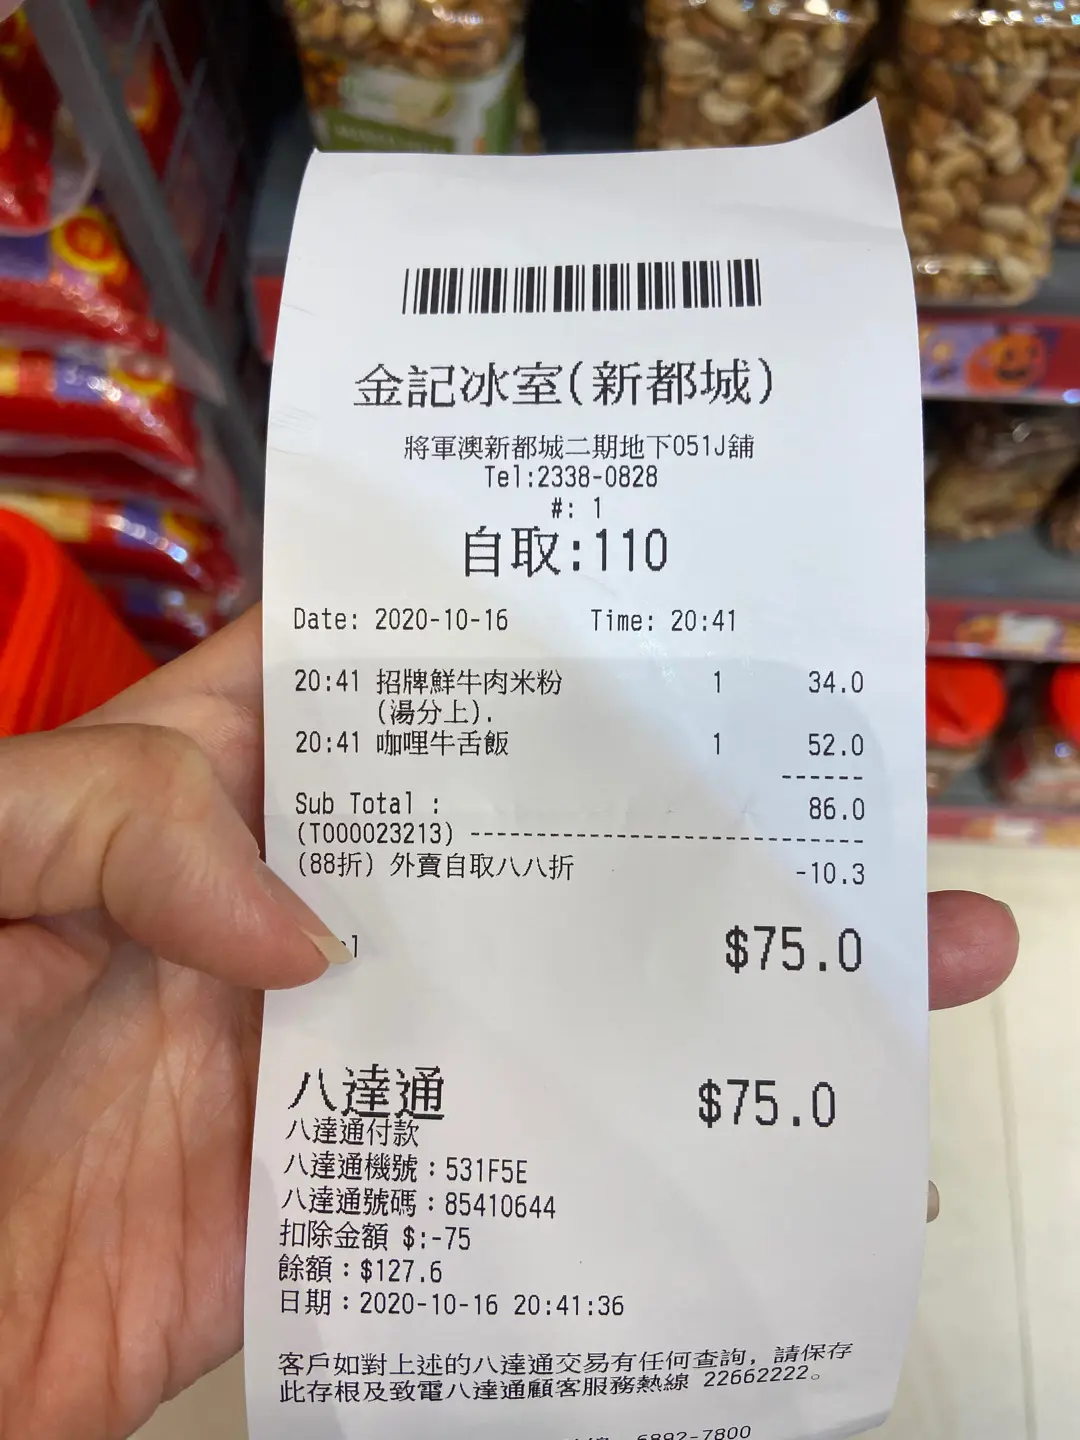 金記冰室(新都城)
將軍澳新都城二期地下051J舖
Tel:2338-0828
#: 1
自取:110
Date: 2020-10-16 Time: 20:41
20:41 招牌鮮牛肉米粉 1 34.0
(湯分上).
20:41 咖哩牛舌飯 1 52.0
------
Sub Total : 86.0
(T000023213) ------------------------------
(88折) 外賣自取八八折 -10.3
$75.0
八達通 $75.0
八達通付款
八達通機號：531F5E
八達通號碼：85410644
扣除金額 $:-75
餘額：$127.6
日期：2020-10-16 20:41:36
客戶如對上述的八達通交易有任何查詢, 請保存
此存根及致電八達通顧客服務熱線 22662222。
6892-7800